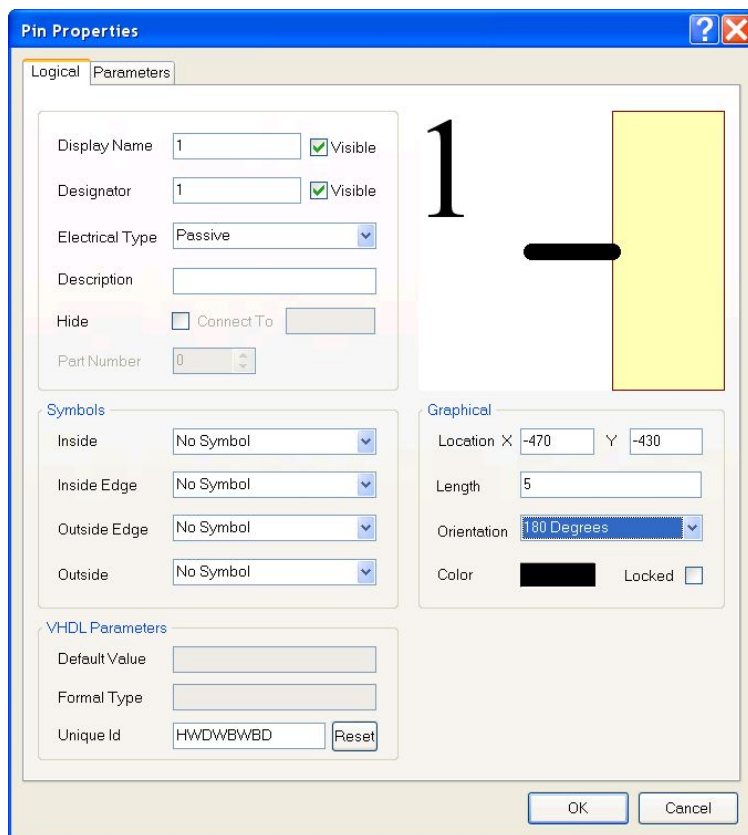 Pin Properties
Logical Parameters
Display Name 1 Visible
1
Designator 1 Visible
Electrical Type Passive
Description
Hide Connect To
Part Number 0
Symbols
Inside No Symbol
Inside Edge No Symbol
Outside Edge No Symbol
Outside No Symbol
Graphical
Location X -470 Y -430
Length 5
Orientation 180 Degrees
Color Locked
VHDL Parameters
Default Value
Formal Type
Unique Id HWDWBWBD Reset
OK Cancel